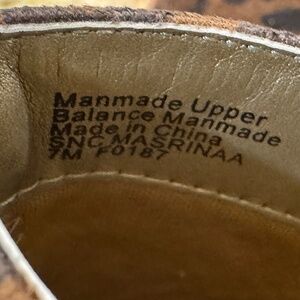 Manmade Upper
Balance Manmade
Made in China
SNC MASRINAA
7M F0187